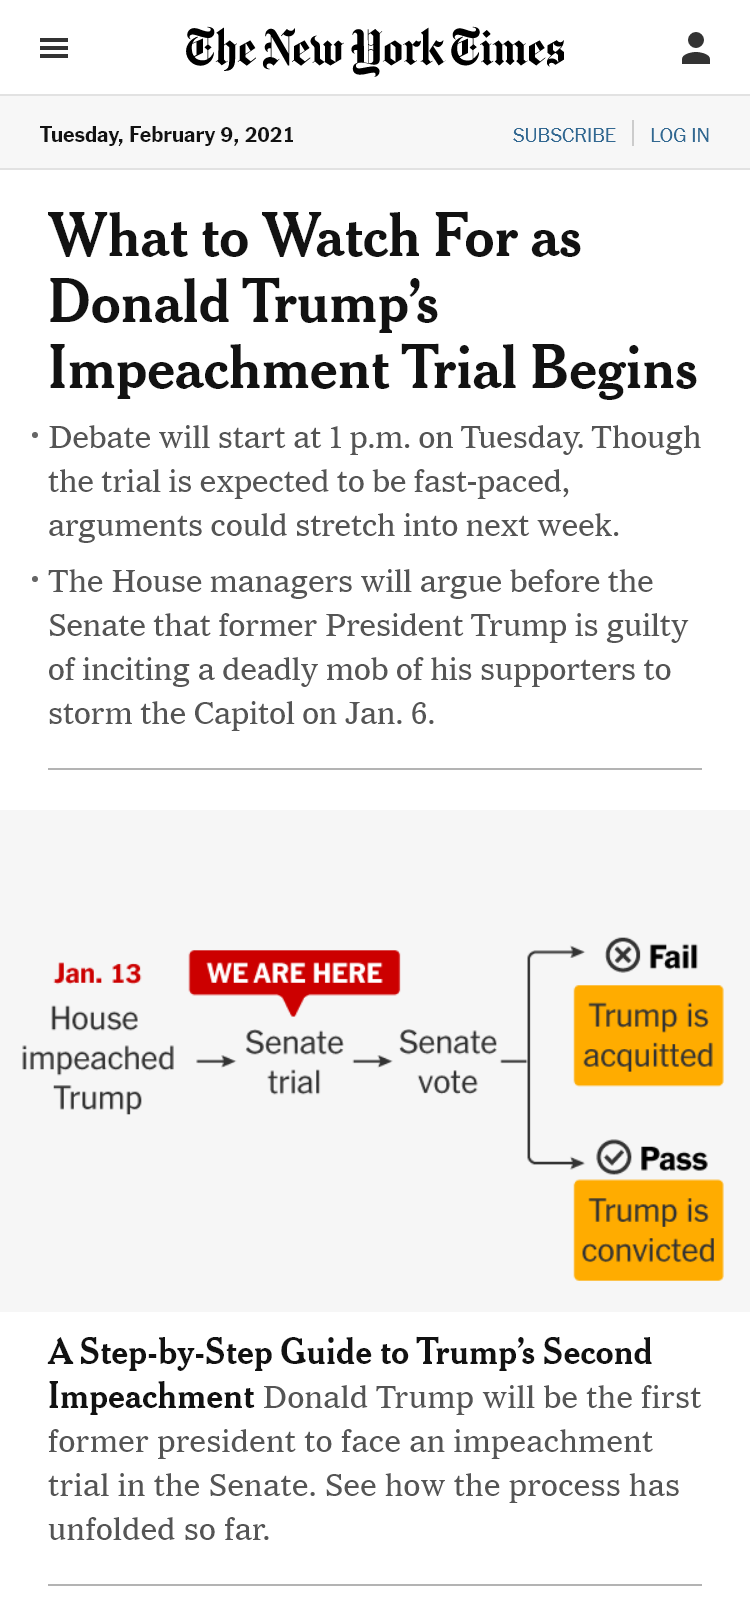 The New York Times
Tuesday, February 9, 2021
SUBSCRIBE
LOG IN
What to Watch For as
Donald Trump’s
Impeachment Trial Begins
• Debate will start at 1 p.m. on Tuesday. Though
the trial is expected to be fast-paced,
arguments could stretch into next week.
• The House managers will argue before the
Senate that former President Trump is guilty
of inciting a deadly mob of his supporters to
storm the Capitol on Jan. 6.
Jan. 13
House
impeached
Trump
WE ARE HERE
Senate
trial
Senate
vote
Fail
Trump is
acquitted
Pass
Trump is
convicted
A Step-by-Step Guide to Trump’s Second
Impeachment Donald Trump will be the first
former president to face an impeachment
trial in the Senate. See how the process has
unfolded so far.